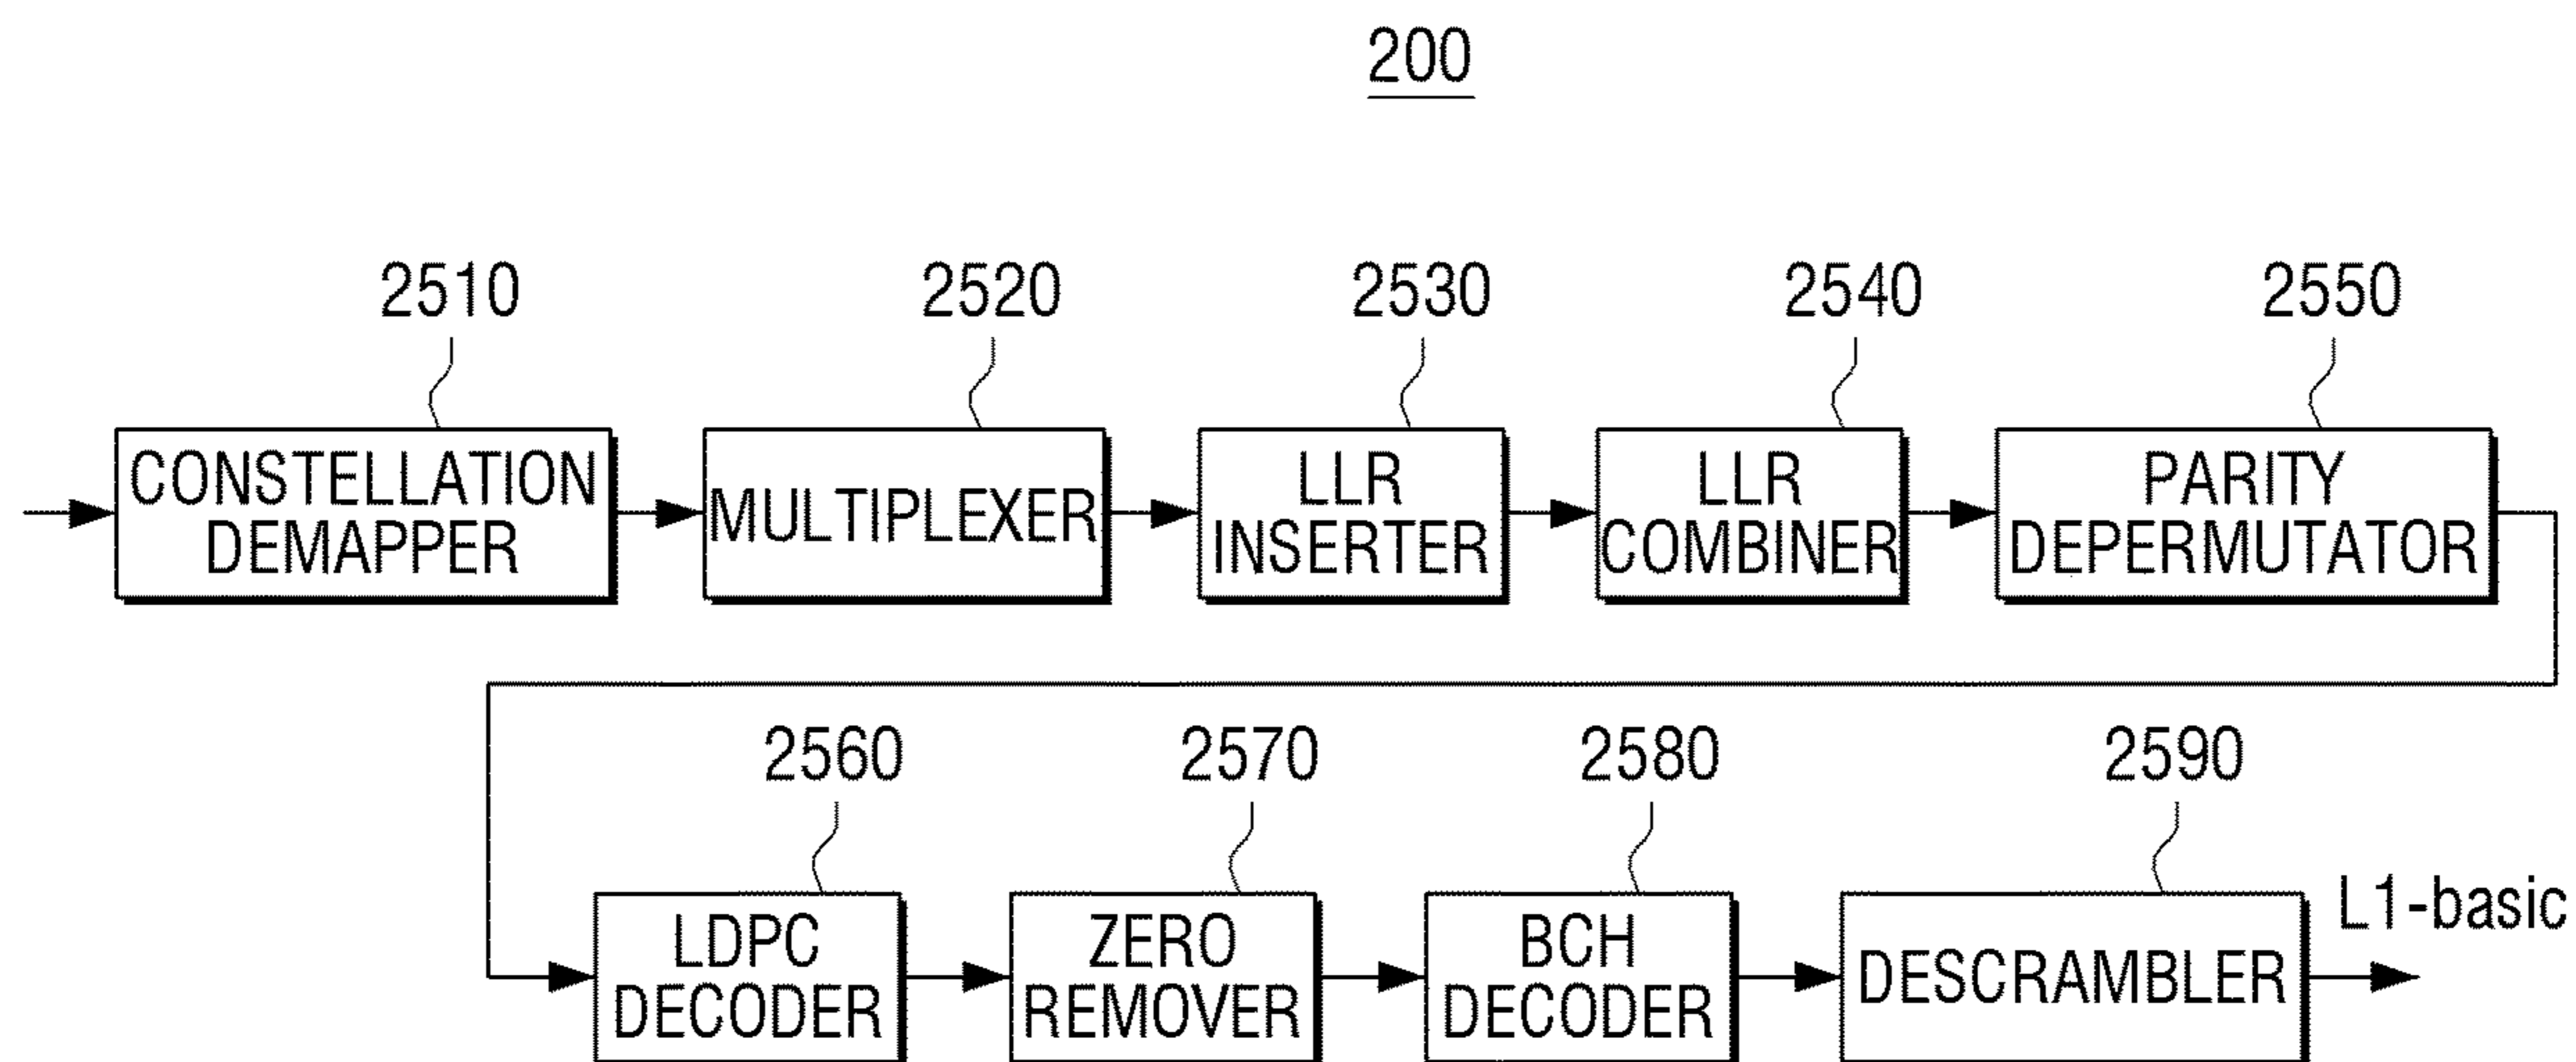 200
2510 2520 2530 2540 2550
CONSTELLATION
DEMAPPER
MULTIPLEXER
LLR
INSERTER
LLR
COMBINER
PARITY
DEPERMUTATOR
2560 2570 2580 2590
LDPC
DECODER
ZERO
REMOVER
BCH
DECODER
DESCRAMBLER
L1-basic